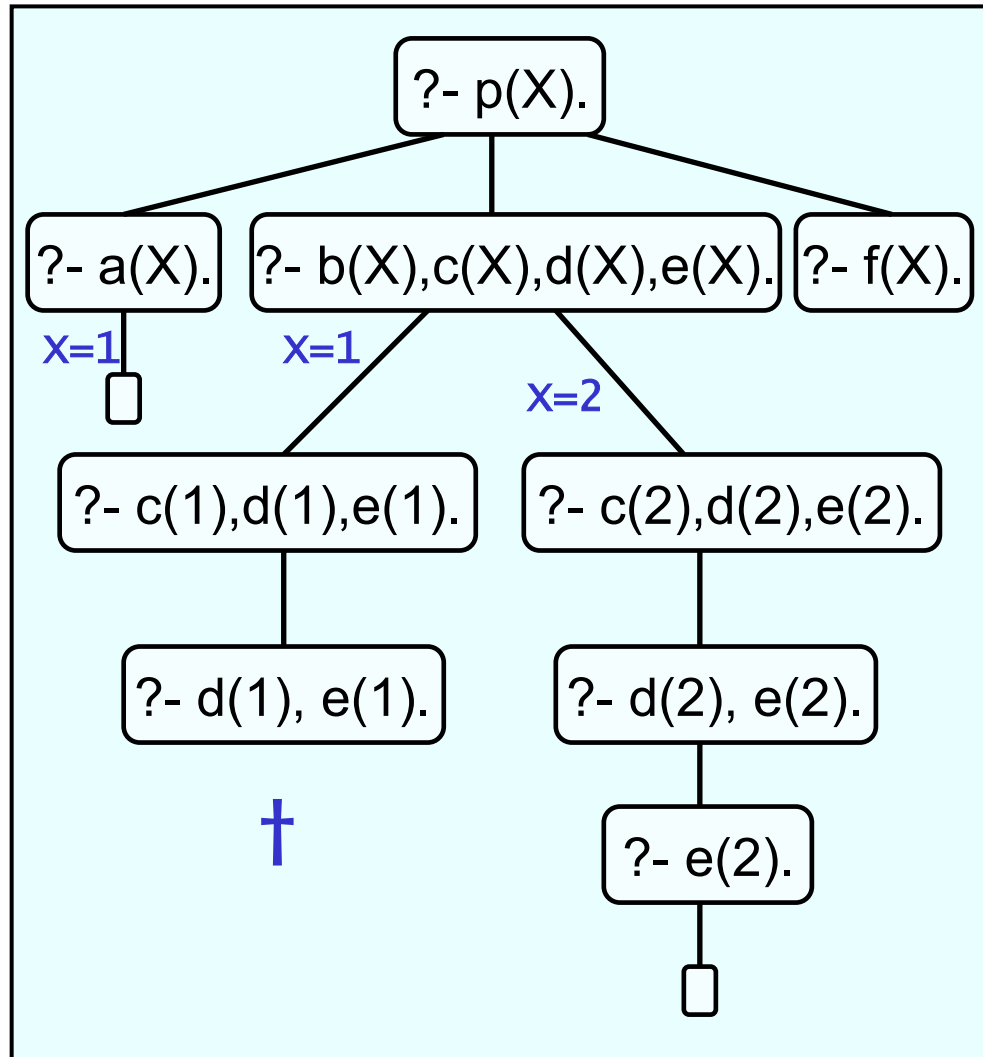 ?- p(X).
?- a(X).
?- b(X),c(X),d(X),e(X).
?- f(X).
X=1
X=1
X=2
?- c(1),d(1),e(1).
?- c(2),d(2),e(2).
?- d(1), e(1).
?- d(2), e(2).
†
?- e(2).